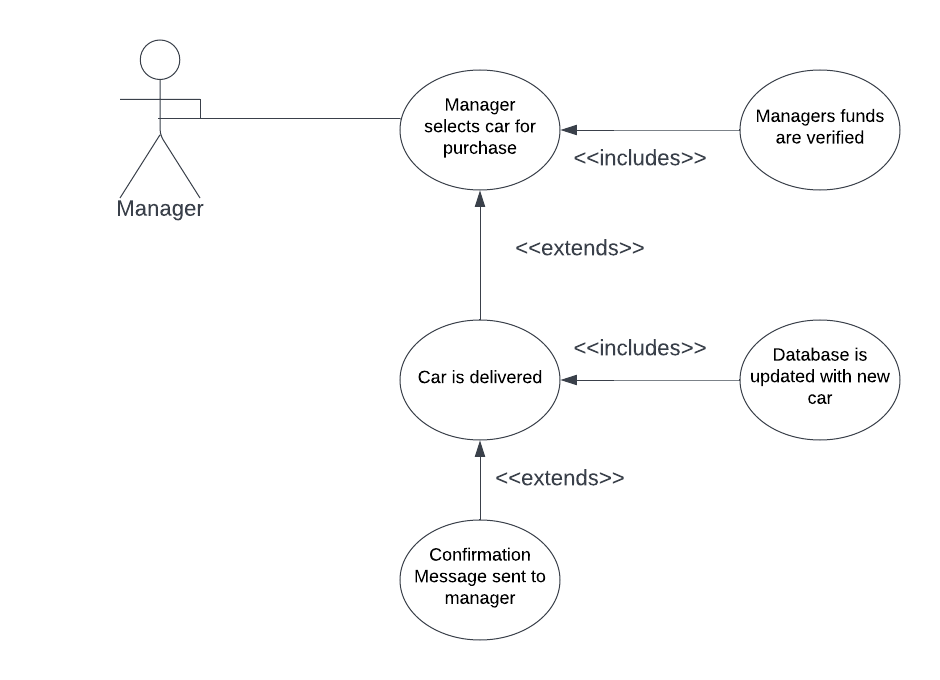 Manager
selects car for
purchase
Managers funds
are verified
<<includes>>
Manager
<<extends>>
<<includes>>
Database is
updated with new
car
Car is delivered
<<extends>>
Confirmation
Message sent to
manager